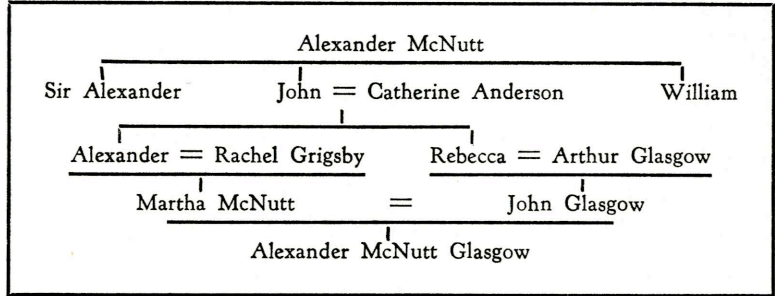 Alexander McNutt
Sir Alexander John = Catherine Anderson William
Alexander = Rachel Grigsby Rebecca = Arthur Glasgow
Martha McNutt = John Glasgow
Alexander McNutt Glasgow